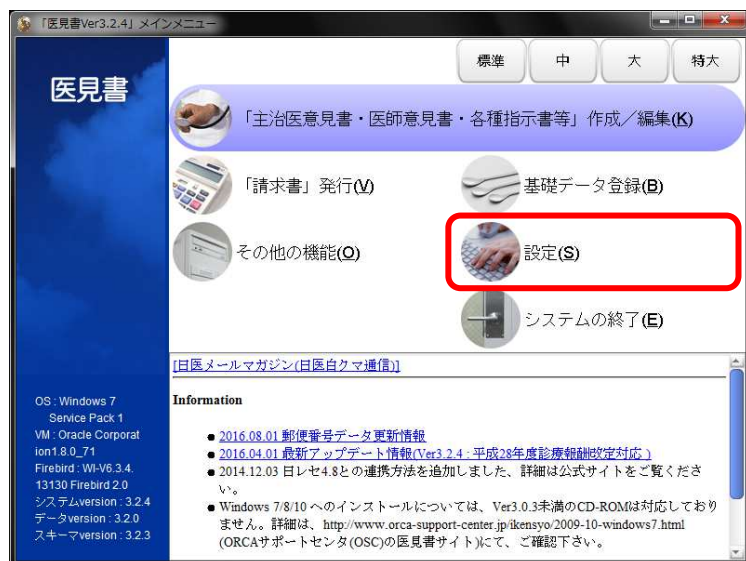 「医見書Ver3.2.4」メインメニュー
標準 中 大 特大
医見書
「主治医意見書・医師意見書・各種指示書等」作成／編集(K)
「請求書」発行(V) 基礎データ登録(B)
その他の機能(O) 設定(S)
システムの終了(E)
[日医メールマガジン(日医白クマ通信)]
Information
2016.08.01 郵便番号データ更新情報
2016.04.01 最新アップデート情報(Ver3.2.4 : 平成28年度診療報酬改定対応 )
2014.12.03 日レセ4.8との連携方法を追加しました、詳細は公式サイトをご覧くださ
い。
Windows 7/8/10 へのインストールについては、Ver3.0.3未満のCD-ROMは対応しており
ません。詳細は、http://www.orca-support-center.jp/ikensyo/2009-10-windows7.html
(ORCAサポートセンタ(OSC)の医見書サイト)にて、ご確認下さい。
OS : Windows 7
Service Pack 1
VM : Oracle Corporat
ion1.8.0_71
Firebird : WI-V6.3.4.
13130 Firebird 2.0
システムversion : 3.2.4
データversion : 3.2.0
スキーマversion : 3.2.3